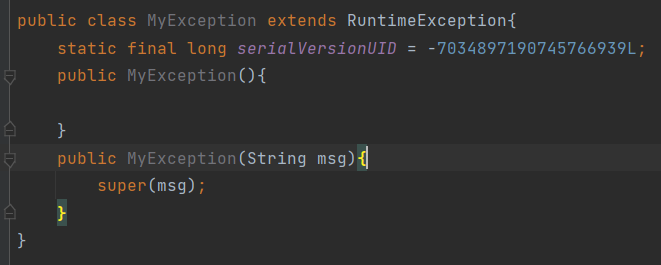 public class MyException extends RuntimeException{
static final long serialVersionUID = -7034897190745766939L;
public MyException(){
}
public MyException(String msg){
super(msg);
}
}